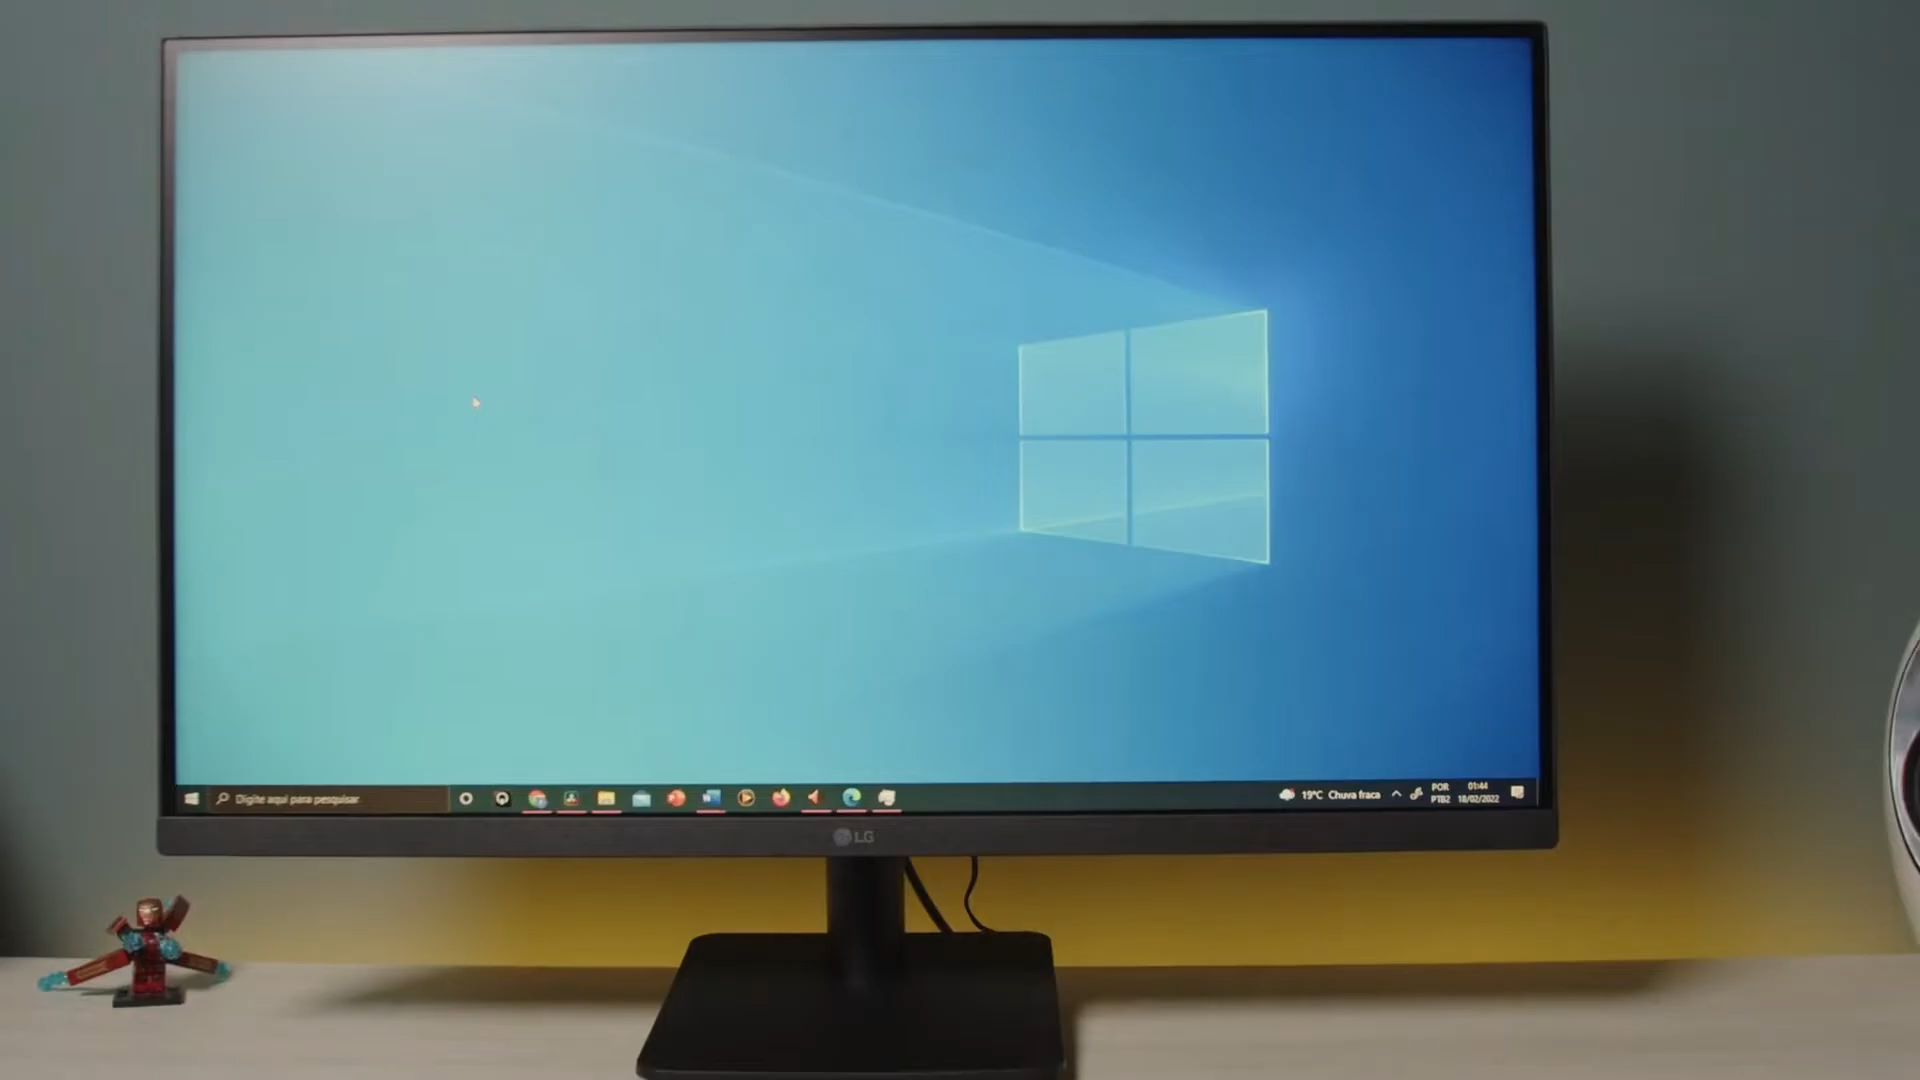 Digite aqui para pesquisar
19°C Chuva fraca
POR
PTB2
01:44
18/02/2022
LG